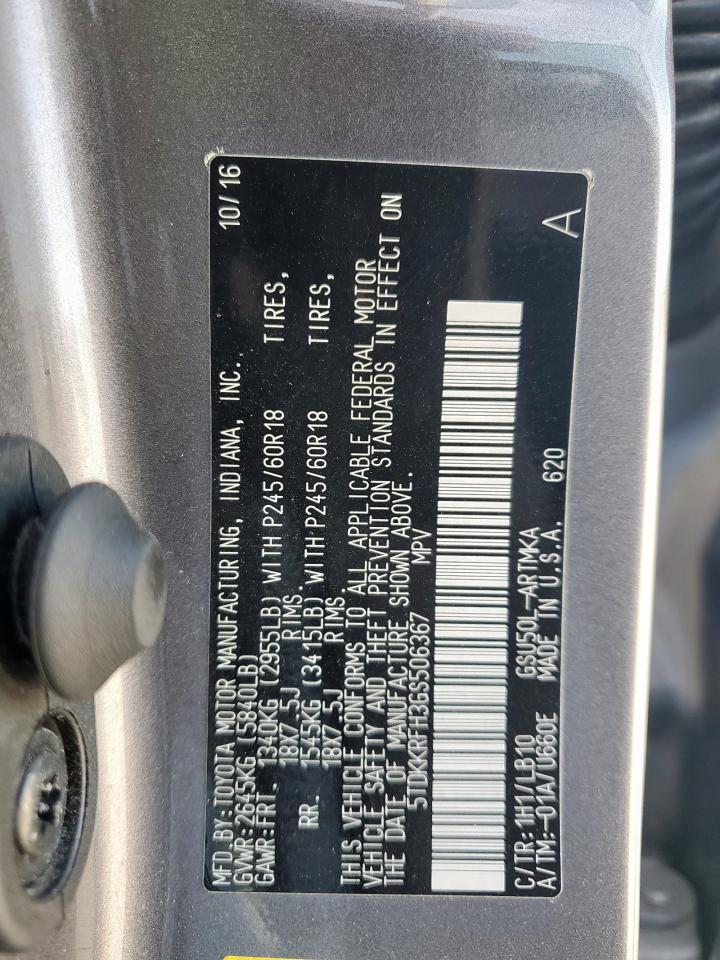 MFD.BY:TOYOTA MOTOR MANUFACTURING, INDIANA, INC. 10/16
GVWR:2645KG (5840LB)
GAWR:FRT. 1340KG (2955LB) WITH P245/60R18 TIRES,
18X7.5J RIMS.
RR. 1545KG (3415LB) WITH P245/60R18 TIRES,
18X7.5J RIMS.
THIS VEHICLE CONFORMS TO ALL APPLICABLE FEDERAL MOTOR
VEHICLE SAFETY AND THEFT PREVENTION STANDARDS IN EFFECT ON
THE DATE OF MANUFACTURE SHOWN ABOVE.
5TDKKRFH3GS506367 MPV
C/TR:1H1/LB10 GSU50L-ARTMKA
A/TM:-01A/U660E MADE IN U.S.A. 620 A